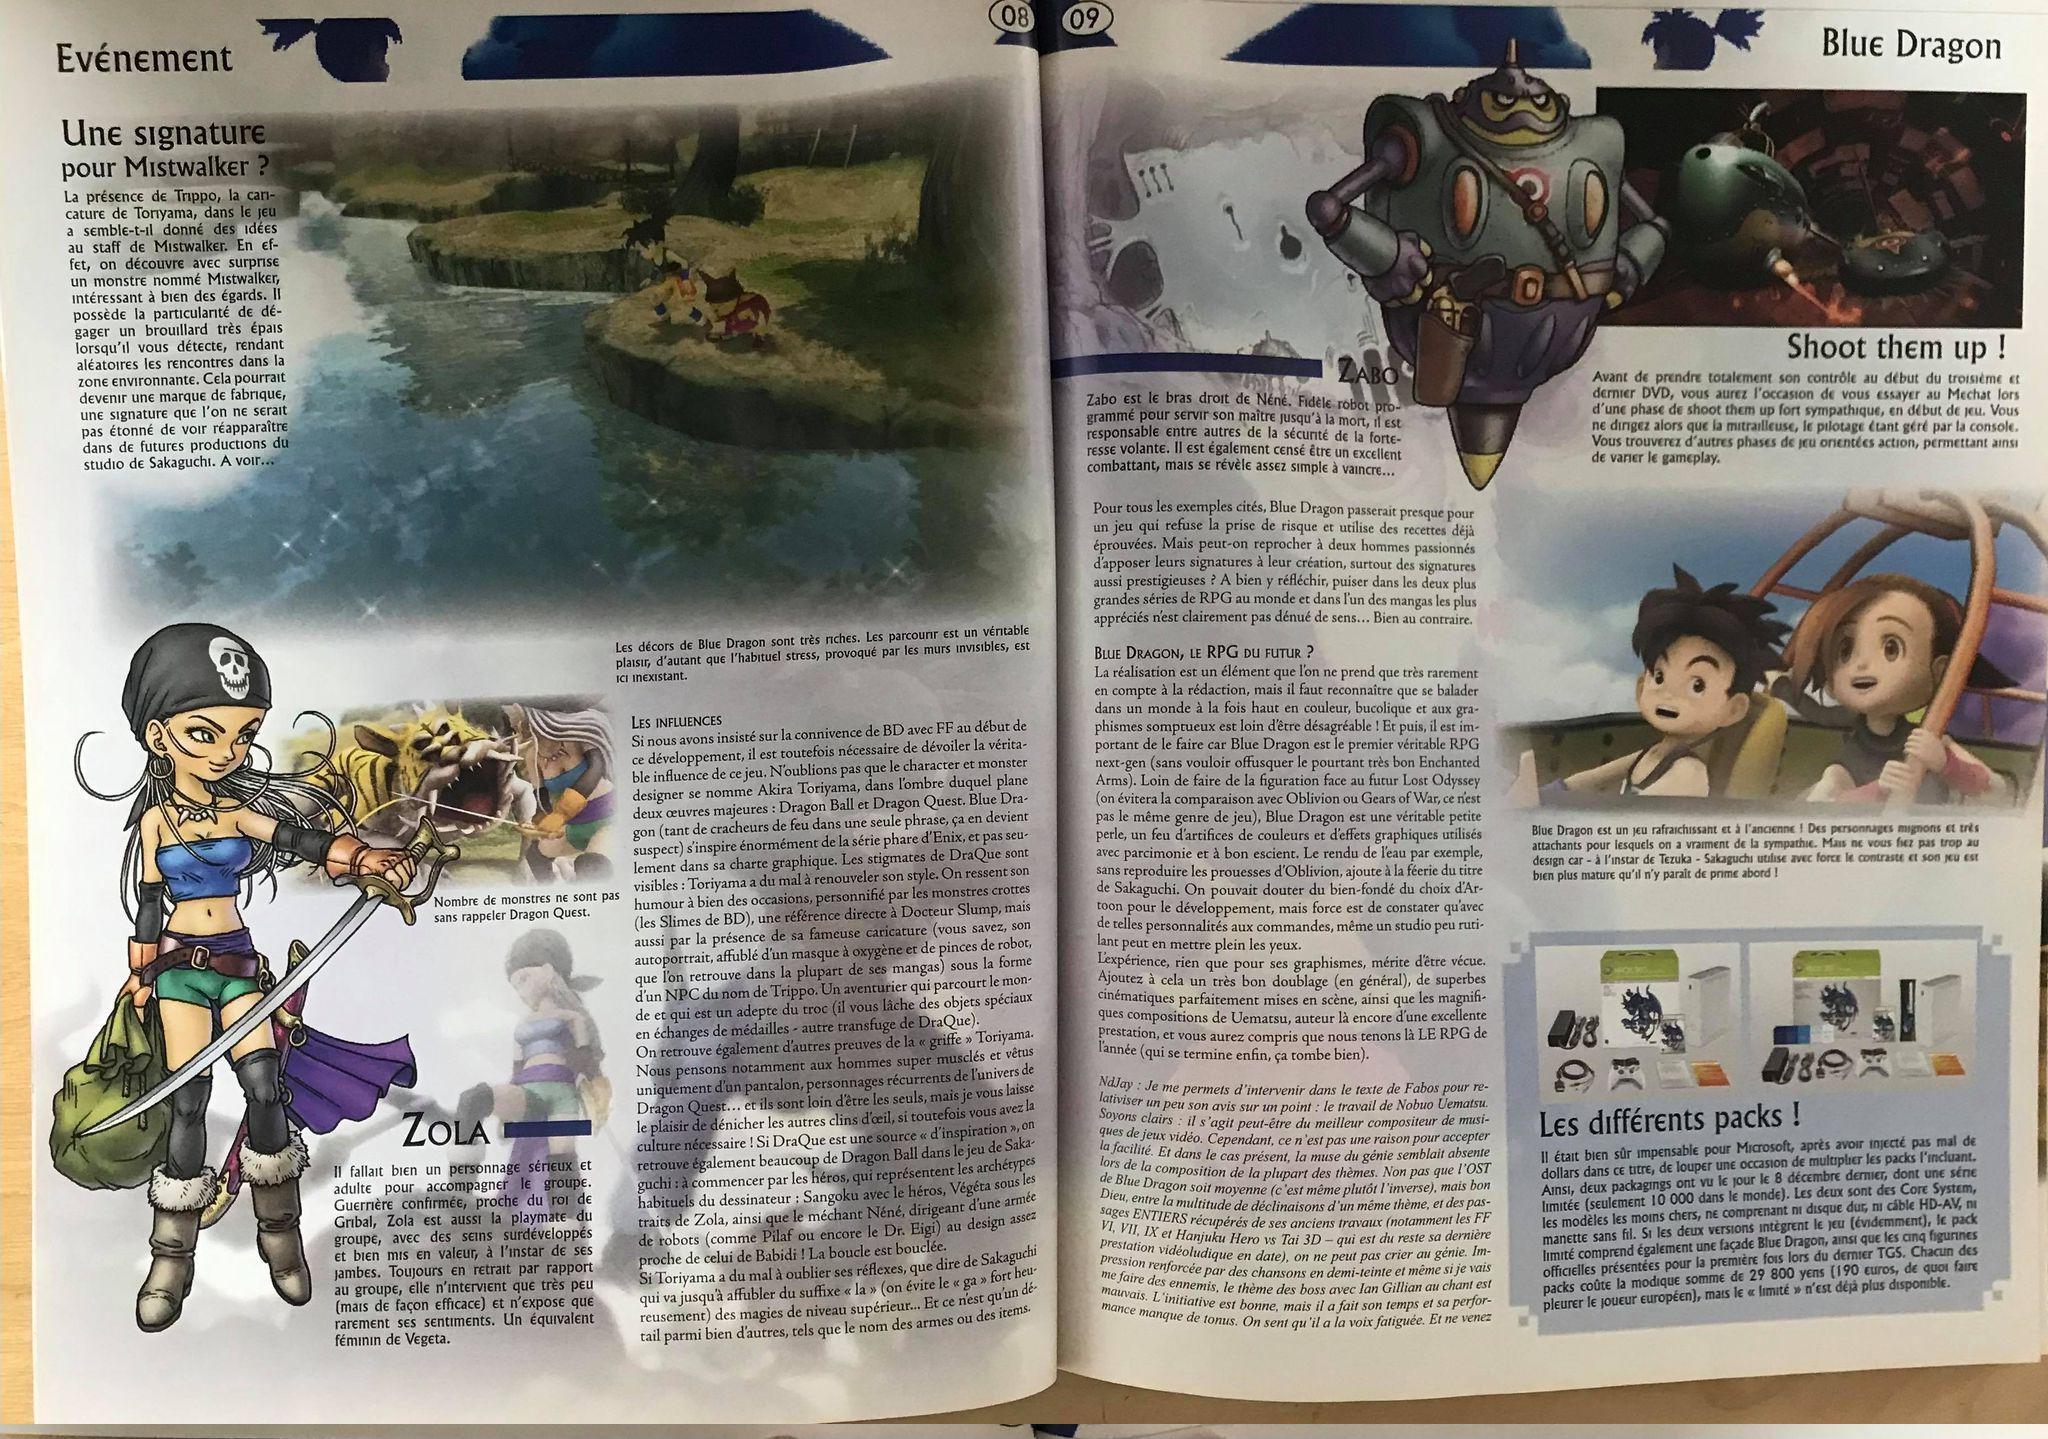 08
09
Evénement
Blue Dragon
Une signature
pour Mistwalker ?
La présence de Trippo, la cari-
cature de Toriyama, dans le jeu
a semble-t-il donné des idées
au staff de Mistwalker. En ef-
fet, on découvre avec surprise
un monstre nommé Mistwalker,
intéressant à bien des égards. Il
possède la particularité de dé-
gager un brouillard très épais
lorsqu'il vous détecte, rendant
aléatoires les rencontres dans la
zone environnante. Cela pourrait
devenir une marque de fabrique,
une signature que l'on ne serait
pas étonné de voir réapparaître
dans de futures productions du
studio de Sakaguchi. A voir...
Les décors de Blue Dragon sont très riches. Les parcourir est un véritable
plaisir, d'autant que l'habituel stress, provoqué par les murs invisibles, est
ici inexistant.
Nombre de monstres ne sont pas
sans rappeler Dragon Quest.
Zola
Il fallait bien un personnage sérieux et
adulte pour accompagner le groupe.
Guerrière confirmée, proche du roi de
Gribal, Zola est aussi la playmate du
groupe, avec des seins surdéveloppés
et bien mis en valeur, à l'instar de ses
jambes. Toujours en retrait par rapport
au groupe, elle n'intervient que très peu
(mais de façon efficace) et n'expose que
rarement ses sentiments. Un équivalent
féminin de Vegeta.
Les influences
Si nous avons insisté sur la connivence de BD avec FF au début de
ce développement, il est toutefois nécessaire de dévoiler la vérita-
ble influence de ce jeu. N'oublions pas que le character et monster
designer se nomme Akira Toriyama, dans l'ombre duquel plane
deux œuvres majeures : Dragon Ball et Dragon Quest. Blue Dra-
gon (tant de cracheurs de feu dans une seule phrase, ça en devient
suspect) s'inspire énormément de la série phare d'Enix, et pas seu-
lement dans sa charte graphique. Les stigmates de DraQue sont
visibles : Toriyama a du mal à renouveler son style. On ressent son
humour à bien des occasions, personnifié par les monstres crottes
(les Slimes de BD), une référence directe à Docteur Slump, mais
aussi par la présence de sa fameuse caricature (vous savez, son
autoportrait, affublé d'un masque à oxygène et de pinces de robot,
que l'on retrouve dans la plupart de ses mangas) sous la forme
d'un NPC du nom de Trippo. Un aventurier qui parcourt le mon-
de et qui est un adepte du troc (il vous lâche des objets spéciaux
en échanges de médailles - autre transfuge de DraQue).
On retrouve également d'autres preuves de la « griffe » Toriyama.
Nous pensons notamment aux hommes super musclés et vêtus
uniquement d'un pantalon, personnages récurrents de l'univers de
Dragon Quest... et ils sont loin d'être les seuls, mais je vous laisse
le plaisir de dénicher les autres clins d'œil, si toutefois vous avez la
culture nécessaire ! Si DraQue est une source « d'inspiration », on
retrouve également beaucoup de Dragon Ball dans le jeu de Saka-
guchi : à commencer par les héros, qui représentent les archétypes
habituels du dessinateur : Sangoku avec le héros, Végéta sous les
traits de Zola, ainsi que le méchant Néné, dirigeant d'une armée
de robots (comme Pilaf ou encore le Dr. Eigi) au design assez
proche de celui de Babidi ! La boucle est bouclée.
Si Toriyama a du mal à oublier ses réflexes, que dire de Sakaguchi
qui va jusqu'à affubler du suffixe « la » (on évite le « ga » fort heu-
reusement) des magies de niveau supérieur... Et ce n'est qu'un dé-
tail parmi bien d'autres, tels que le nom des armes ou des items.
Zabo
Zabo est le bras droit de Néné. Fidèle robot pro-
grammé pour servir son maître jusqu'à la mort, il est
responsable entre autres de la sécurité de la forte-
resse volante. Il est également censé être un excellent
combattant, mais se révèle assez simple à vaincre...
Pour tous les exemples cités, Blue Dragon passerait presque pour
un jeu qui refuse la prise de risque et utilise des recettes déjà
éprouvées. Mais peut-on reprocher à deux hommes passionnés
d'apposer leurs signatures à leur création, surtout des signatures
aussi prestigieuses ? A bien y réfléchir, puiser dans les deux plus
grandes séries de RPG au monde et dans l'un des mangas les plus
appréciés n'est clairement pas dénué de sens... Bien au contraire.
Blue Dragon, le RPG du futur ?
La réalisation est un élément que l'on ne prend que très rarement
en compte à la rédaction, mais il faut reconnaître que se balader
dans un monde à la fois haut en couleur, bucolique et aux gra-
phismes somptueux est loin d'être désagréable ! Et puis, il est im-
portant de le faire car Blue Dragon est le premier véritable RPG
next-gen (sans vouloir offusquer le pourtant très bon Enchanted
Arms). Loin de faire de la figuration face au futur Lost Odyssey
(on évitera la comparaison avec Oblivion ou Gears of War, ce n'est
pas le même genre de jeu), Blue Dragon est une véritable petite
perle, un feu d'artifices de couleurs et d'effets graphiques utilisés
avec parcimonie et à bon escient. Le rendu de l'eau par exemple,
sans reproduire les prouesses d'Oblivion, ajoute à la féerie du titre
de Sakaguchi. On pouvait douter du bien-fondé du choix d'Ar-
toon pour le développement, mais force est de constater qu'avec
de telles personnalités aux commandes, même un studio peu ruti-
lant peut en mettre plein les yeux.
L'expérience, rien que pour ses graphismes, mérite d'être vécue.
Ajoutez à cela un très bon doublage (en général), de superbes
cinématiques parfaitement mises en scène, ainsi que les magnifi-
ques compositions de Uematsu, auteur là encore d'une excellente
prestation, et vous aurez compris que nous tenons là LE RPG de
l'année (qui se termine enfin, ça tombe bien).
NdJay : Je me permets d'intervenir dans le texte de Fabos pour re-
lativiser un peu son avis sur un point : le travail de Nobuo Uematsu.
Soyons clairs : il s'agit peut-être du meilleur compositeur de musi-
ques de jeux vidéo. Cependant, ce n'est pas une raison pour accepter
la facilité. Et dans le cas présent, la muse du génie semblait absente
lors de la composition de la plupart des thèmes. Non pas que l'OST
de Blue Dragon soit moyenne (c'est même plutôt l'inverse), mais bon
Dieu, entre la multitude de déclinaisons d'un même thème, et des pas-
sages ENTIERS récupérés de ses anciens travaux (notamment les FF
VI, VII, IX et Hanjuku Hero vs Tai 3D – qui est du reste sa dernière
prestation vidéoludique en date), on ne peut pas crier au génie. Im-
pression renforcée par des chansons en demi-teinte et même si je vais
me faire des ennemis, le thème des boss avec Ian Gillian au chant est
mauvais. L'initiative est bonne, mais il a fait son temps et sa perfor-
mance manque de tonus. On sent qu'il a la voix fatiguée. Et ne venez
Shoot them up !
Avant de prendre totalement son contrôle au début du troisième et
dernier DVD, vous aurez l'occasion de vous essayer au Mechat lors
d'une phase de shoot them up fort sympathique, en début de jeu. Vous
ne dirigez alors que la mitrailleuse, le pilotage étant géré par la console.
Vous trouverez d'autres phases de jeu orientées action, permettant ainsi
de varier le gameplay.
Blue Dragon est un jeu rafraichissant et à l'ancienne ! Des personnages mignons et très
attachants pour lesquels on a vraiment de la sympathie. Mais ne vous fiez pas trop au
design car - à l'instar de Tezuka - Sakaguchi utilise avec force le contraste et son jeu est
bien plus mature qu'il n'y paraît de prime abord !
Les différents packs !
Il était bien sûr impensable pour Microsoft, après avoir injecté pas mal de
dollars dans ce titre, de louper une occasion de multiplier les packs l'incluant.
Ainsi, deux packagings ont vu le jour le 8 décembre dernier, dont une série
limitée (seulement 10 000 dans le monde). Les deux sont des Core System,
les modèles les moins chers, ne comprenant ni disque dur, ni câble HD-AV, ni
manette sans fil. Si les deux versions intègrent le jeu (évidemment), le pack
limité comprend également une façade Blue Dragon, ainsi que les cinq figurines
officielles présentées pour la première fois lors du dernier TGS. Chacun des
packs coûte la modique somme de 29 800 yens (190 euros, de quoi faire
pleurer le joueur européen), mais le « limité » n'est déjà plus disponible.